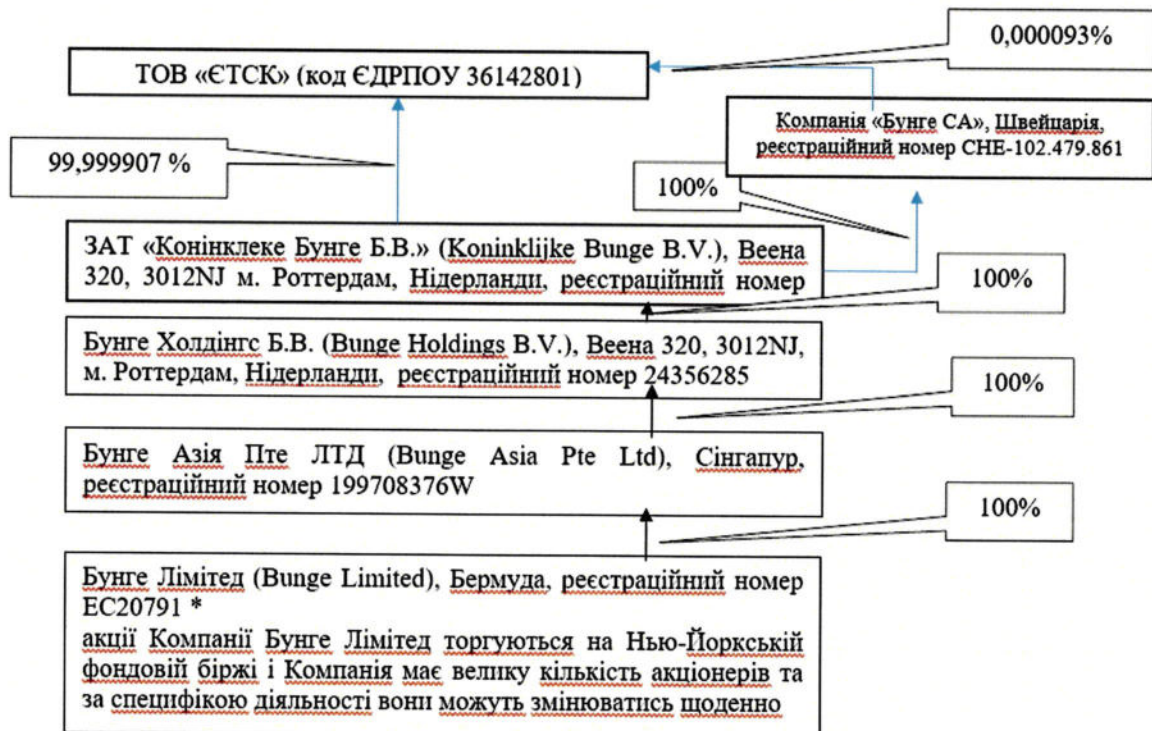 0,000093%
ТОВ «ЄТСК» (код ЄДРПОУ 36142801)
Компанія «Бунге СА», Швейцарія,
реєстраційний номер CHE-102.479.861
99,999907 %
100%
ЗАТ «Конінклеке Бунге Б.В.» (Koninklijke Bunge B.V.), Веена
320, 3012NJ м. Роттердам, Нідерланди, реєстраційний номер
100%
Бунге Холдінгс Б.В. (Bunge Holdings B.V.), Веена 320, 3012NJ,
м. Роттердам, Нідерланди, реєстраційний номер 24356285
100%
Бунге Азія Пте ЛТД (Bunge Asia Pte Ltd), Сінгапур,
реєстраційний номер 199708376W
100%
Бунге Лімітед (Bunge Limited), Бермуда, реєстраційний номер
EC20791 *
акції Компанії Бунге Лімітед торгуються на Нью-Йоркській
фондовій біржі і Компанія має велику кількість акціонерів та
за специфікою діяльності вони можуть змінюватись щоденно